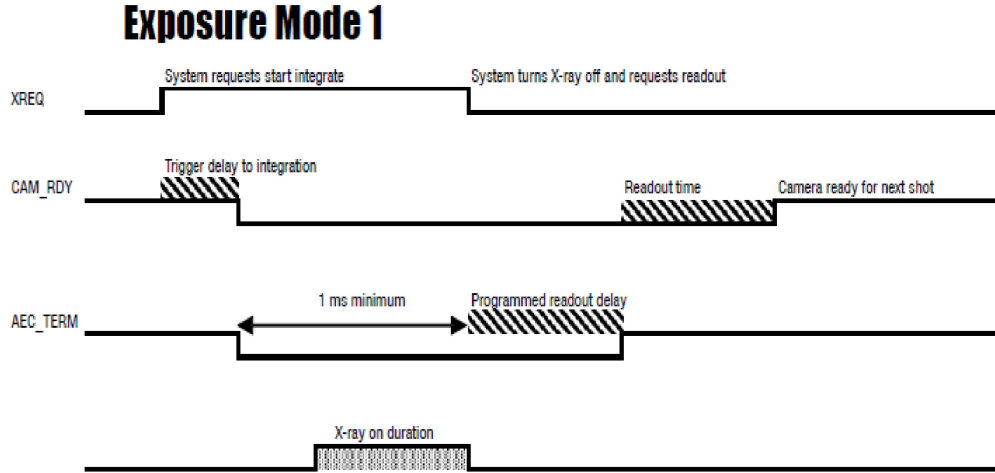 Exposure Mode 1
System requests start integrate
System turns X-ray off and requests readout
XREQ
Trigger delay to integration
CAM_RDY
Readout time
Camera ready for next shot
1 ms minimum
Programmed readout delay
AEC_TERM
X-ray on duration